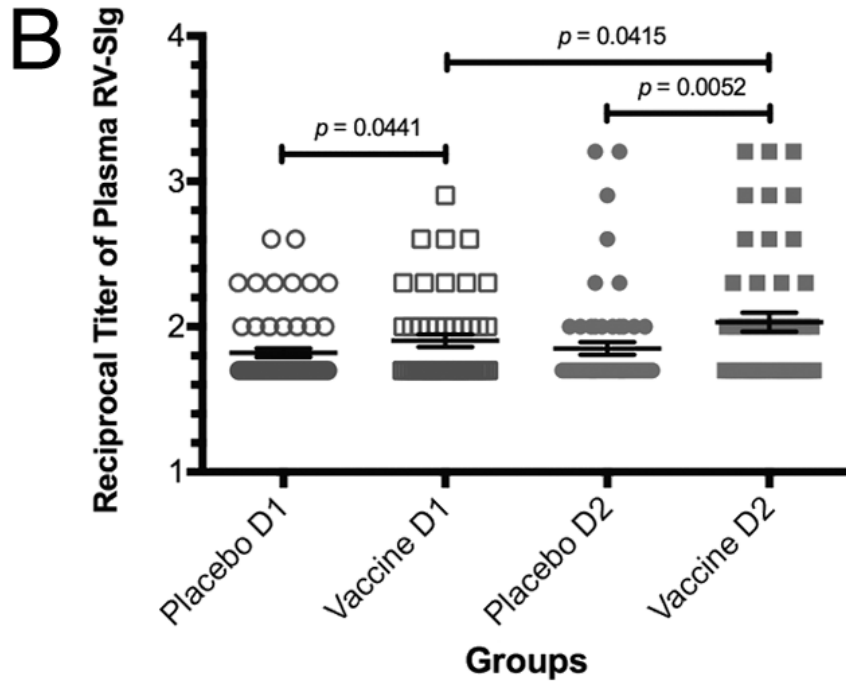 B
Reciprocal Titer of Plasma RV-SIg
4
3
2
1
p = 0.0441
p = 0.0415
p = 0.0052
Placebo D1
Vaccine D1
Placebo D2
Vaccine D2
Groups